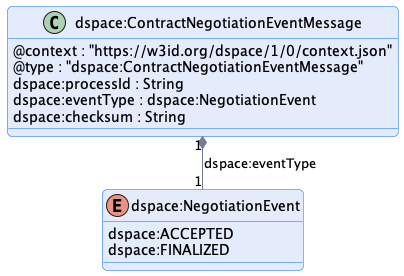 C dspace:ContractNegotiationEventMessage
@context : "https://w3id.org/dspace/1/0/context.json"
@type : "dspace:ContractNegotiationEventMessage"
dspace:processId : String
dspace:eventType : dspace:NegotiationEvent
dspace:checksum : String
1
dspace:eventType
1
E dspace:NegotiationEvent
dspace:ACCEPTED
dspace:FINALIZED